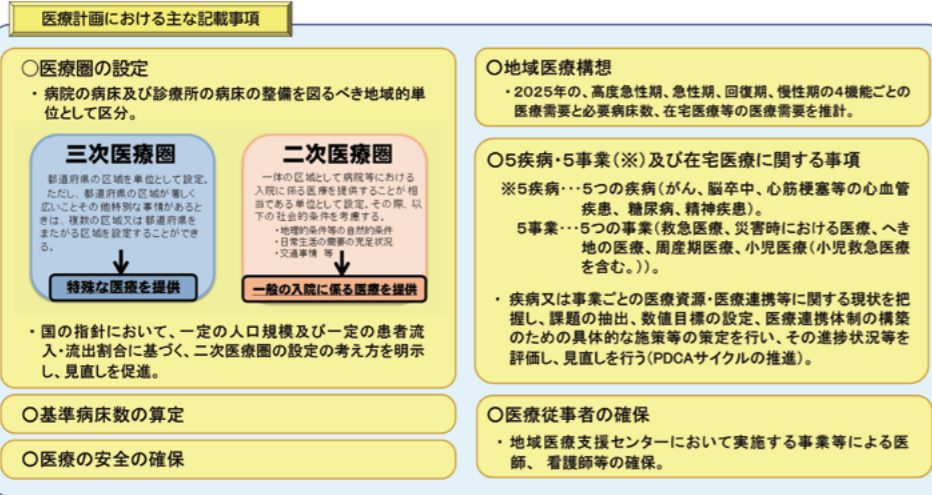 医療計画における主な記載事項
○医療圏の設定
・病院の病床及び診療所の病床の整備を図るべき地域的単
位として区分。
三次医療圏
都道府県の区域を単位として設定。
ただし、都道府県の区域が著しく
広いことその他特別な事情があると
きは、複数の区域又は都道府県を
またがる区域を設定することができ
る。
特殊な医療を提供
二次医療圏
一体の区域として病院等における
入院に係る医療を提供することが相
当である単位として設定。その際、以
下の社会的条件を考慮する。
・地理的条件等の自然的条件
・日常生活の需要の充足状況
・交通事情 等
一般の入院に係る医療を提供
・国の指針において、一定の人口規模及び一定の患者流
入・流出割合に基づく、二次医療圏の設定の考え方を明示
し、見直しを促進。
○基準病床数の算定
○医療の安全の確保
○地域医療構想
・2025年の、高度急性期、急性期、回復期、慢性期の4機能ごとの
医療需要と必要病床数、在宅医療等の医療需要を推計。
○5疾病・5事業(※)及び在宅医療に関する事項
※5疾病…5つの疾病(がん、脳卒中、心筋梗塞等の心血管
疾患、糖尿病、精神疾患)。
5事業…5つの事業(救急医療、災害時における医療、へき
地の医療、周産期医療、小児医療(小児救急医療
を含む。))。
・疾病又は事業ごとの医療資源・医療連携等に関する現状を把
握し、課題の抽出、数値目標の設定、医療連携体制の構築
のための具体的な施策等の策定を行い、その進捗状況等を
評価し、見直しを行う(PDCAサイクルの推進)。
○医療従事者の確保
・地域医療支援センターにおいて実施する事業等による医
師、看護師等の確保。